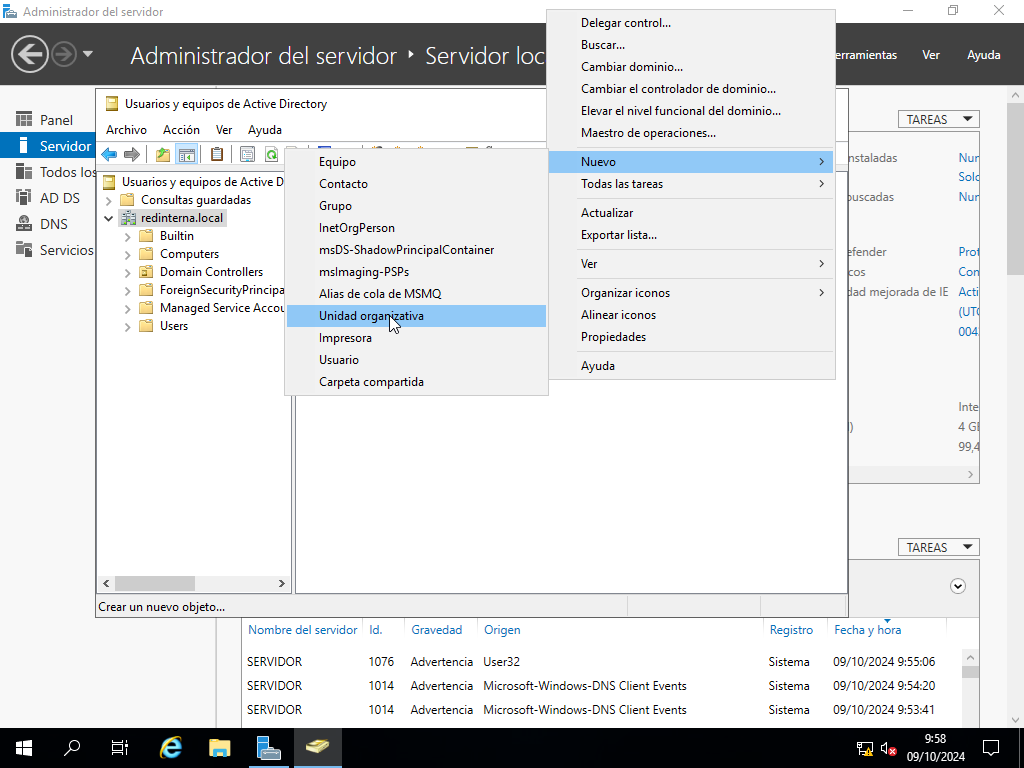 Administrador del servidor
Administrador del servidor
Servidor loc
erramientas
Ver
Ayuda
Panel
Servidor
Todos los
AD DS
DNS
Servicios
Usuarios y equipos de Active Directory
Archivo
Acción
Ver
Ayuda
Usuarios y equipos de Active D
Consultas guardadas
redinterna.local
Builtin
Computers
Domain Controllers
ForeignSecurityPrincipa
Managed Service Accou
Users
Crear un nuevo objeto...
Equipo
Contacto
Grupo
InetOrgPerson
msDS-ShadowPrincipalContainer
msImaging-PSPs
Alias de cola de MSMQ
Unidad organizativa
Impresora
Usuario
Carpeta compartida
Delegar control...
Buscar...
Cambiar dominio...
Cambiar el controlador de dominio...
Elevar el nivel funcional del dominio...
Maestro de operaciones...
Nuevo
Todas las tareas
Actualizar
Exportar lista...
Ver
Organizar iconos
Alinear iconos
Propiedades
Ayuda
TAREAS
nstaladas Nun
Solo
uscadas Nun
efender Prot
cos Con
dad mejorada de IE Acti
(UTC
004
Inte
) 4 GI
99,4
TAREAS
Nombre del servidor Id. Gravedad Origen Registro Fecha y hora
SERVIDOR 1076 Advertencia User32 Sistema 09/10/2024 9:55:06
SERVIDOR 1014 Advertencia Microsoft-Windows-DNS Client Events Sistema 09/10/2024 9:54:20
SERVIDOR 1014 Advertencia Microsoft-Windows-DNS Client Events Sistema 09/10/2024 9:53:41
9:58
09/10/2024